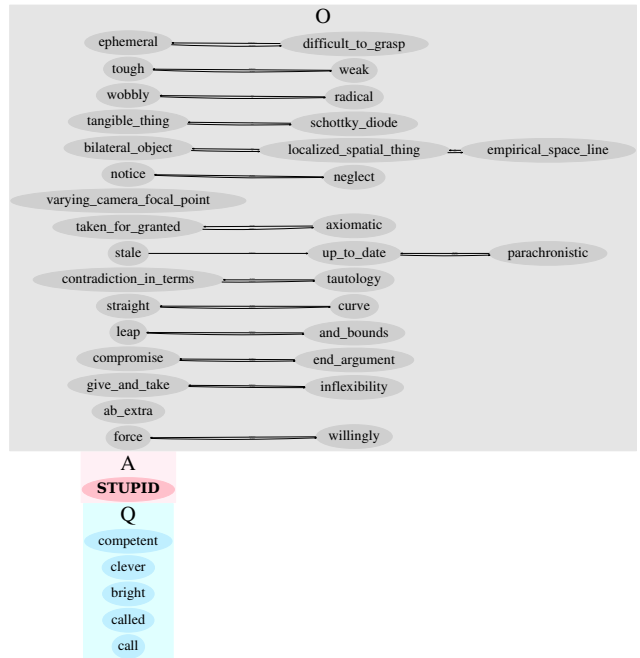 O
ephemeral difficult_to_grasp
tough weak
wobbly radical
tangible_thing schottky_diode
bilateral_object localized_spatial_thing empirical_space_line
notice neglect
varying_camera_focal_point
taken_for_granted axiomatic
stale up_to_date parachronistic
contradiction_in_terms tautology
straight curve
leap and_bounds
compromise end_argument
give_and_take inflexibility
ab_extra
force willingly
A
STUPID
Q
competent
clever
bright
called
call